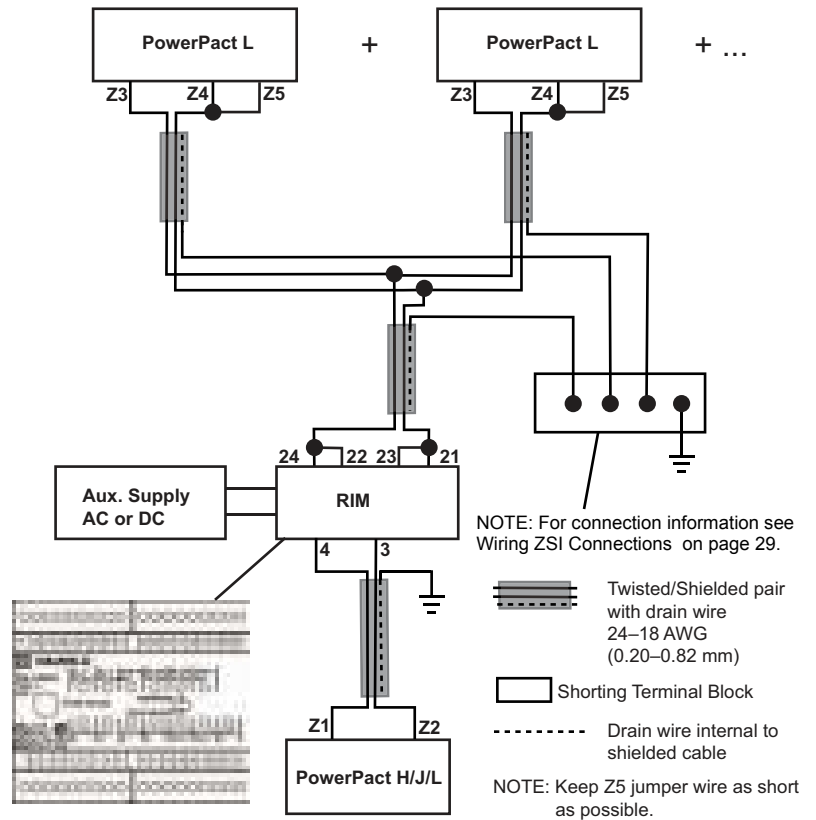 PowerPact L + PowerPact L + ...
Z3 Z4 Z5 Z3 Z4 Z5
24 22 23 21
Aux. Supply
AC or DC
RIM
4 3
NOTE: For connection information see
Wiring ZSI Connections on page 29.
Twisted/Shielded pair
with drain wire
24–18 AWG
(0.20–0.82 mm)
Shorting Terminal Block
Z1 Z2
PowerPact H/J/L
Drain wire internal to
shielded cable
NOTE: Keep Z5 jumper wire as short
as possible.